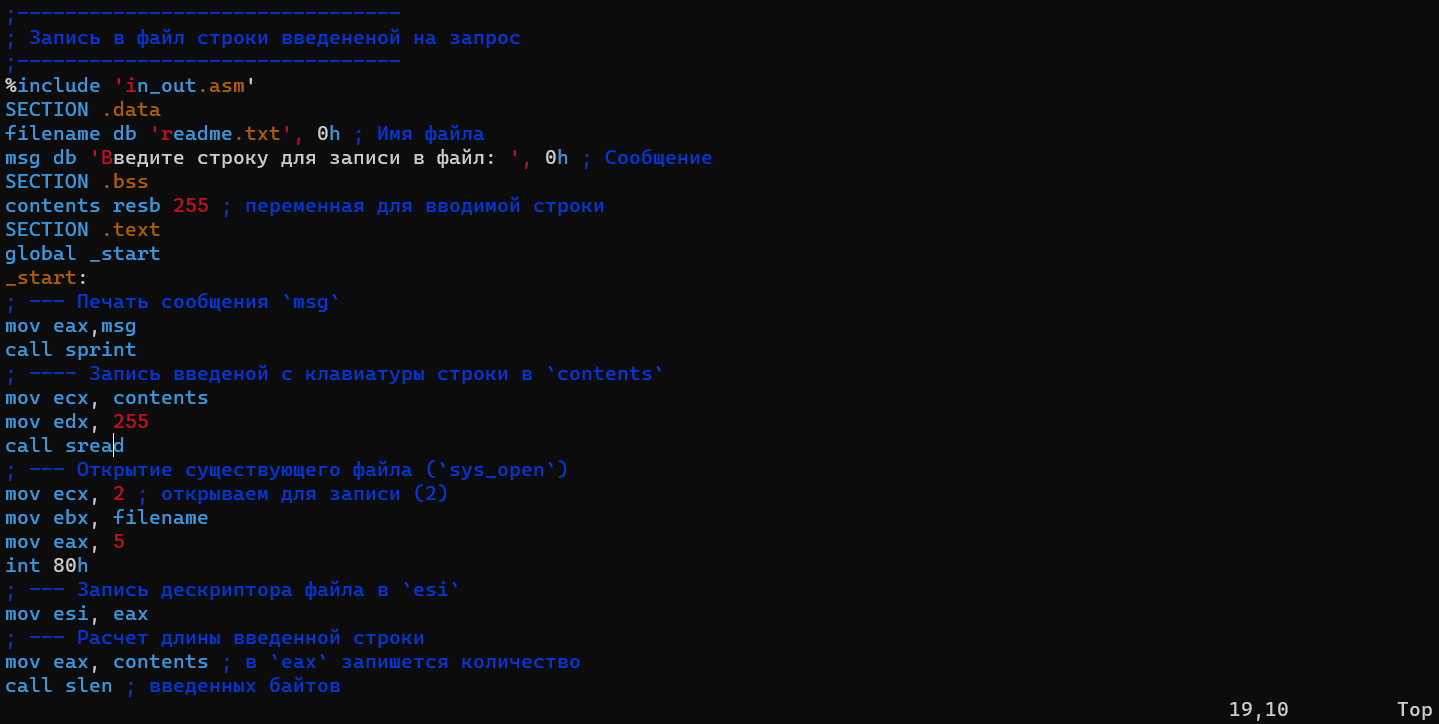 ;--------------------------------
; Запись в файл строки введененой на запрос
;--------------------------------
%include 'in_out.asm'
SECTION .data
filename db 'readme.txt', 0h ; Имя файла
msg db 'Введите строку для записи в файл: ', 0h ; Сообщение
SECTION .bss
contents resb 255 ; переменная для вводимой строки
SECTION .text
global _start
_start:
; --- Печать сообщения `msg`
mov eax,msg
call sprint
; ---- Запись введеной с клавиатуры строки в `contents`
mov ecx, contents
mov edx, 255
call sread
; --- Открытие существующего файла (`sys_open`)
mov ecx, 2 ; открываем для записи (2)
mov ebx, filename
mov eax, 5
int 80h
; --- Запись дескриптора файла в `esi`
mov esi, eax
; --- Расчет длины введенной строки
mov eax, contents ; в `eax` запишется количество
call slen ; введенных байтов
19,10 Top